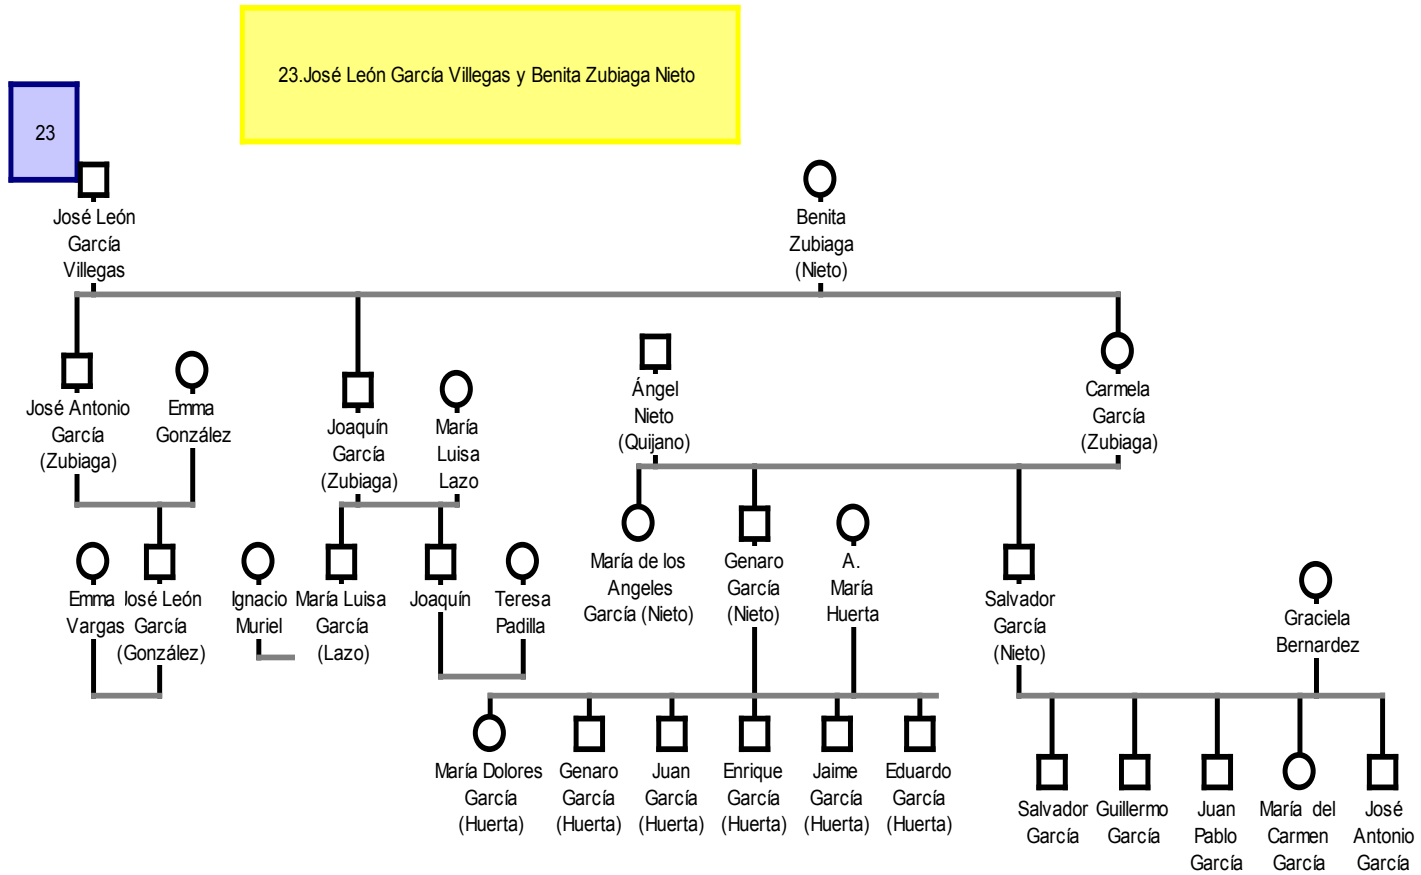 23.José León García Villegas y Benita Zubiaga Nieto
23
José León
García
Villegas
Benita
Zubiaga
(Nieto)
José Antonio
García
(Zubiaga)
Emma
González
Joaquín
García
(Zubiaga)
María
Luisa
Lazo
Ángel
Nieto
(Quijano)
Carmela
García
(Zubiaga)
Emma
Vargas
José León
García
(González)
Ignacio
Muriel
María Luisa
García
(Lazo)
Joaquín
Teresa
Padilla
María de los
Angeles
García (Nieto)
Genaro
García
(Nieto)
A.
María
Huerta
Salvador
García
(Nieto)
Graciela
Bernardez
María Dolores
García
(Huerta)
Genaro
García
(Huerta)
Juan
García
(Huerta)
Enrique
García
(Huerta)
Jaime
García
(Huerta)
Eduardo
García
(Huerta)
Salvador
García
Guillermo
García
Juan
Pablo
García
María del
Carmen
García
José
Antonio
García